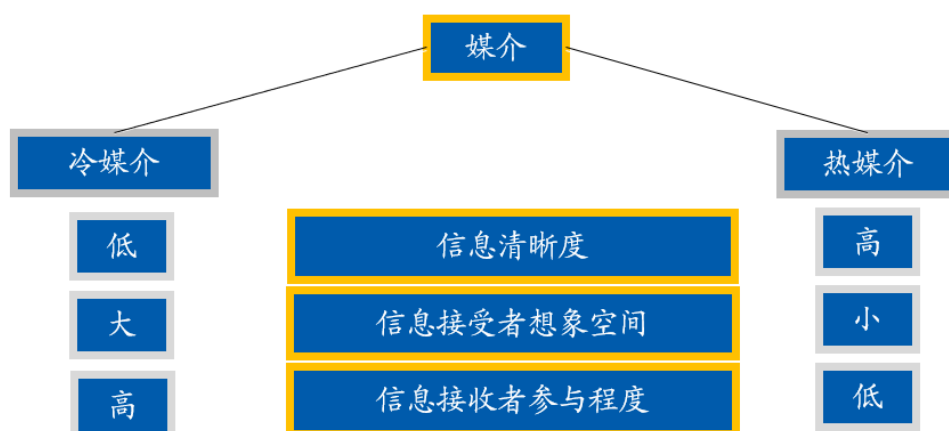 媒介
冷媒介
热媒介
低
信息清晰度
高
大
信息接受者想象空间
小
高
信息接收者参与程度
低